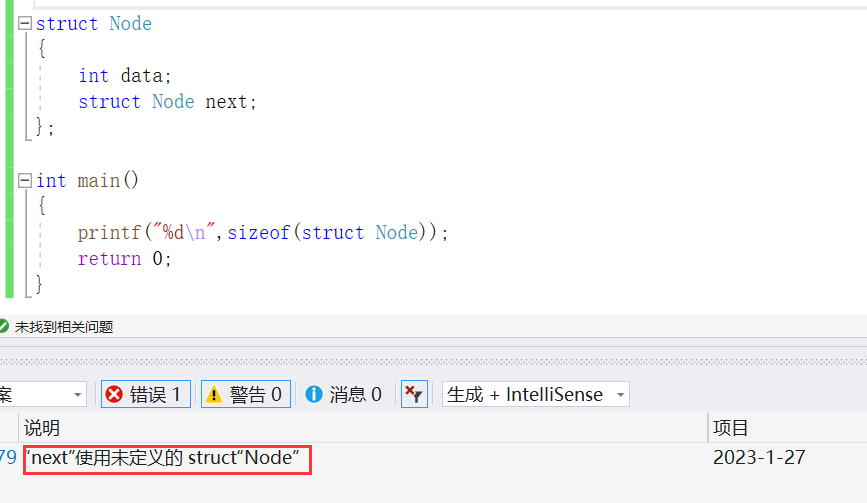 struct Node
{
int data;
struct Node next;
};
int main()
{
printf("%d\n",sizeof(struct Node));
return 0;
}
未找到相关问题
案 错误 1 警告 0 消息 0 生成 + IntelliSense
说明 项目
79 "next"使用未定义的 struct"Node" 2023-1-27